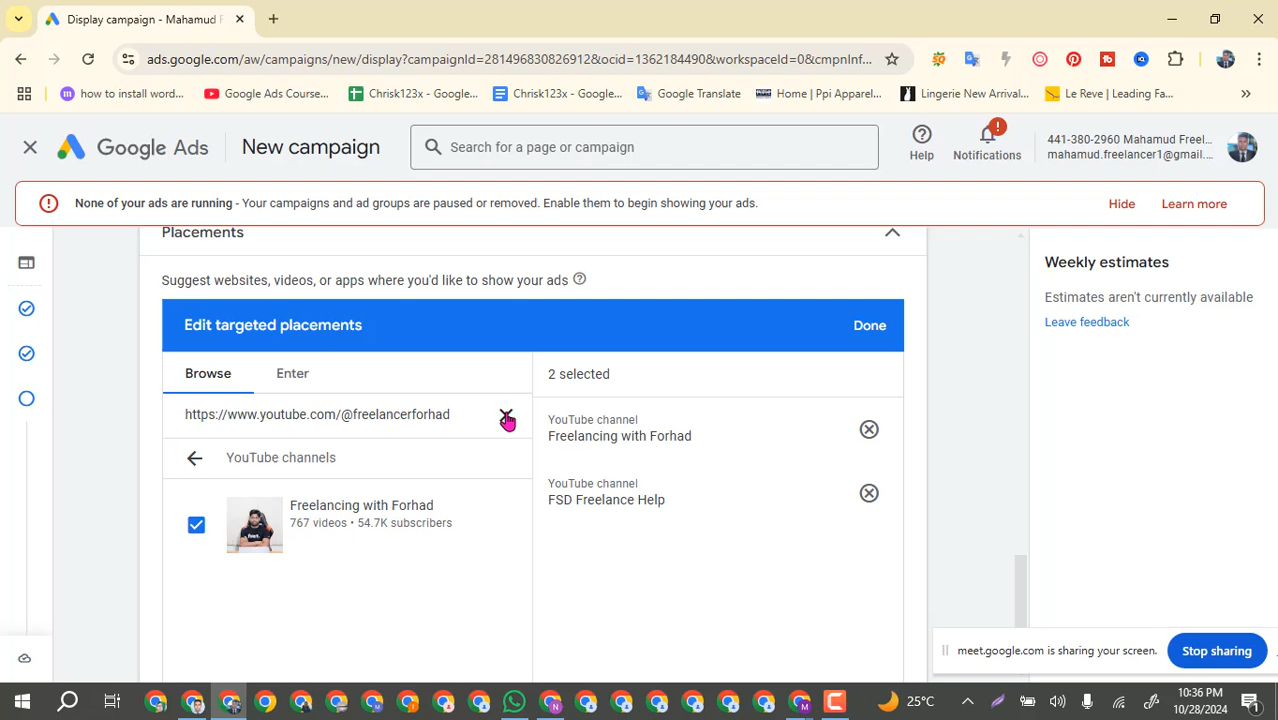 Display campaign - Mahamud F
ads.google.com/aw/campaigns/new/display?campaignId=281496830826912&ocid=1362184490&workspaceId=0&cmpnInf...
how to install word...
Google Ads Course...
Chrisk123x - Google...
Chrisk123x – Google...
Google Translate
Home | Ppi Apparel...
Lingerie New Arrival...
Le Reve | Leading Fa...
Google Ads
New campaign
Search for a page or campaign
Help
Notifications
441-380-2960 Mahamud Freel...
mahamud.freelancer1@gmail....
None of your ads are running - Your campaigns and ad groups are paused or removed. Enable them to begin showing your ads.
Hide
Learn more
Placements
Suggest websites, videos, or apps where you'd like to show your ads
Edit targeted placements
Done
Browse
Enter
2 selected
https://www.youtube.com/@freelancerforhad
YouTube channels
Freelancing with Forhad
767 videos • 54.7K subscribers
YouTube channel
Freelancing with Forhad
YouTube channel
FSD Freelance Help
Weekly estimates
Estimates aren't currently available
Leave feedback
meet.google.com is sharing your screen.
Stop sharing
25°C
10:36 PM
10/28/2024